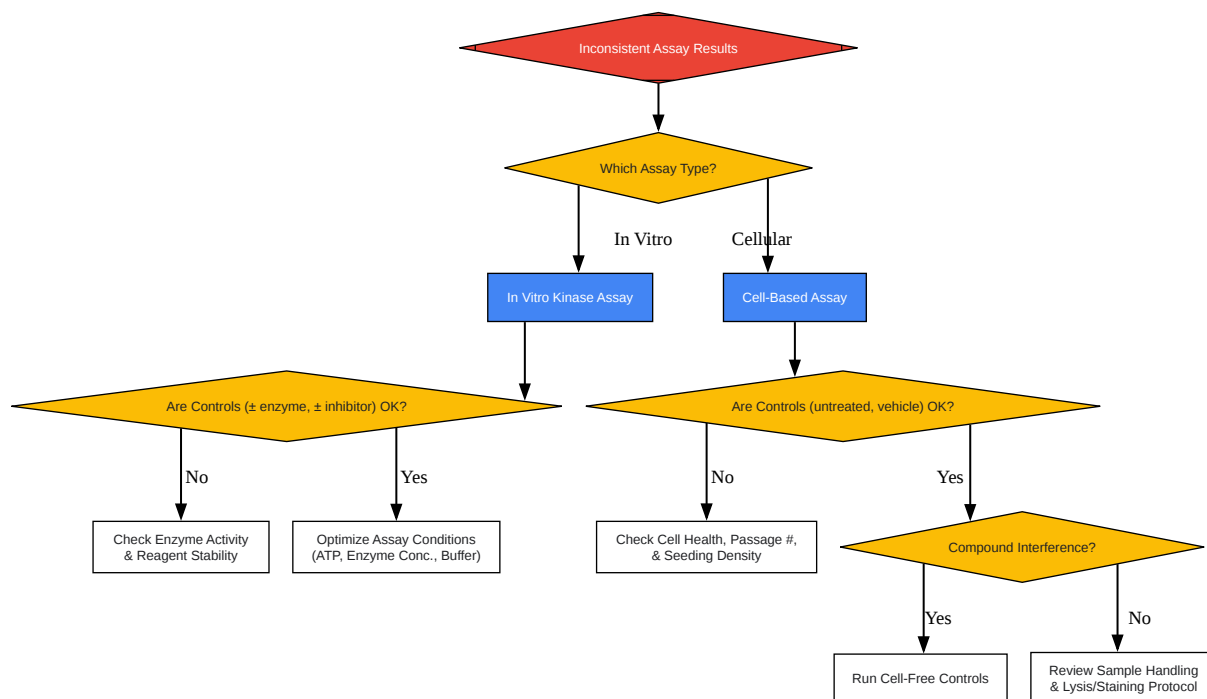 Inconsistent Assay Results
Which Assay Type?
In Vitro
Cellular
In Vitro Kinase Assay
Cell-Based Assay
Are Controls (± enzyme, ± inhibitor) OK?
Are Controls (untreated, vehicle) OK?
No
Yes
No
Yes
Check Enzyme Activity
& Reagent Stability
Optimize Assay Conditions
(ATP, Enzyme Conc., Buffer)
Check Cell Health, Passage #,
& Seeding Density
Compound Interference?
Yes
No
Run Cell-Free Controls
Review Sample Handling
& Lysis/Staining Protocol